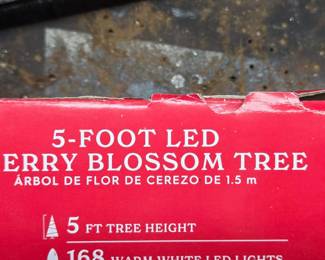 5-FOOT LED
ERRY BLOSSOM TREE
ÁRBOL DE FLOR DE CEREZO DE 1.5 m
5 FT TREE HEIGHT
168 WARM WHITE LED LIGHTS